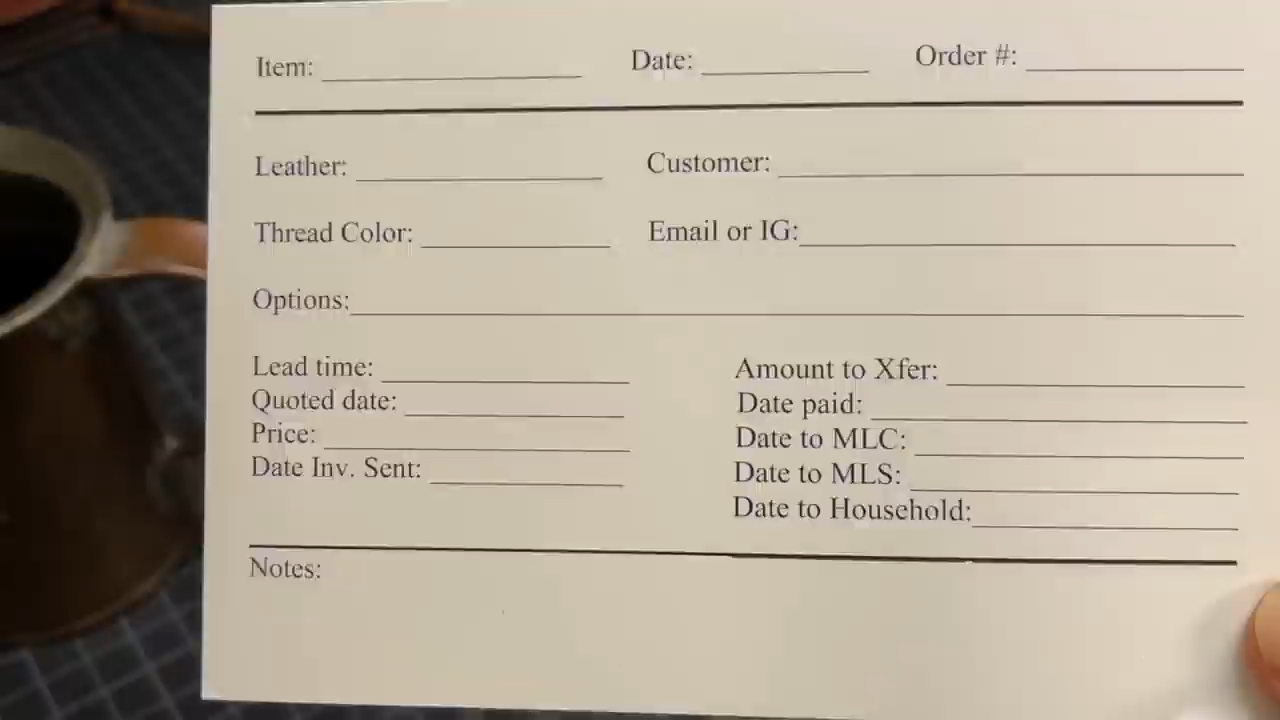 Item: Date: Order #:
Leather: Customer:
Thread Color: Email or IG:
Options:
Lead time: Amount to Xfer:
Quoted date: Date paid:
Price: Date to MLC:
Date Inv. Sent: Date to MLS:
Date to Household:
Notes: